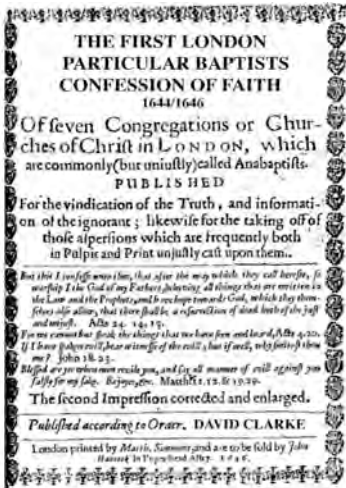 THE FIRST LONDON
PARTICULAR BAPTISTS
CONFESSION OF FAITH
1644/1646
Of seven Congregations or Chur-
ches of Christ in LONDON, which
are commonly (but uniustly) called Anabaptists.
PUBLISHED
For the vindication of the Truth, and informati-
on of the ignorant; likewise for the taking off of
those aspersions which are frequently both
in Pulpit and Print unjustly cast upon them..
But this I confesse unto thee, that after the way which they call heresie, so
worship I the God of my Fathers, beleeving all things that are written in
the Law and the Prophets, and have hope towards God, which they them-
selves also allow, that there shall be a resurrection of dead both of the just
and unjust. Acts 24. 14, 15.
For we cannot but speak the things that we have seen and heard, Acts 4.20.
If I have spoken evill, bear witnesse of the evill; but if well, why smitest thou
me? John 18. 23.
Blessed are yee when men revile you, and say all manner of evill against you
falsly for my sake. Rejoyce, &c. Matth. 5. 11, 12.
The second Impression corrected and enlarged.
Published according to Order. DAVID CLARKE
London printed by Matth. Simmons, and are to be sold by John
Hancock in Popes-head Alley. 1646.